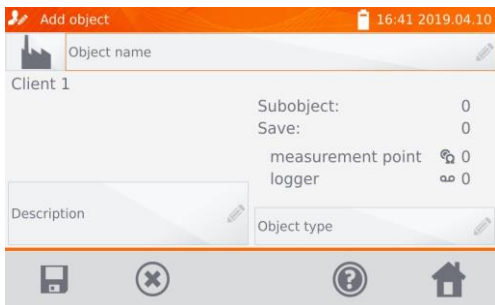 Add object
16:41 2019.04.10
Object name
Client 1
Subobject: 0
Save: 0
measurement point 0
logger 0
Description
Object type
?